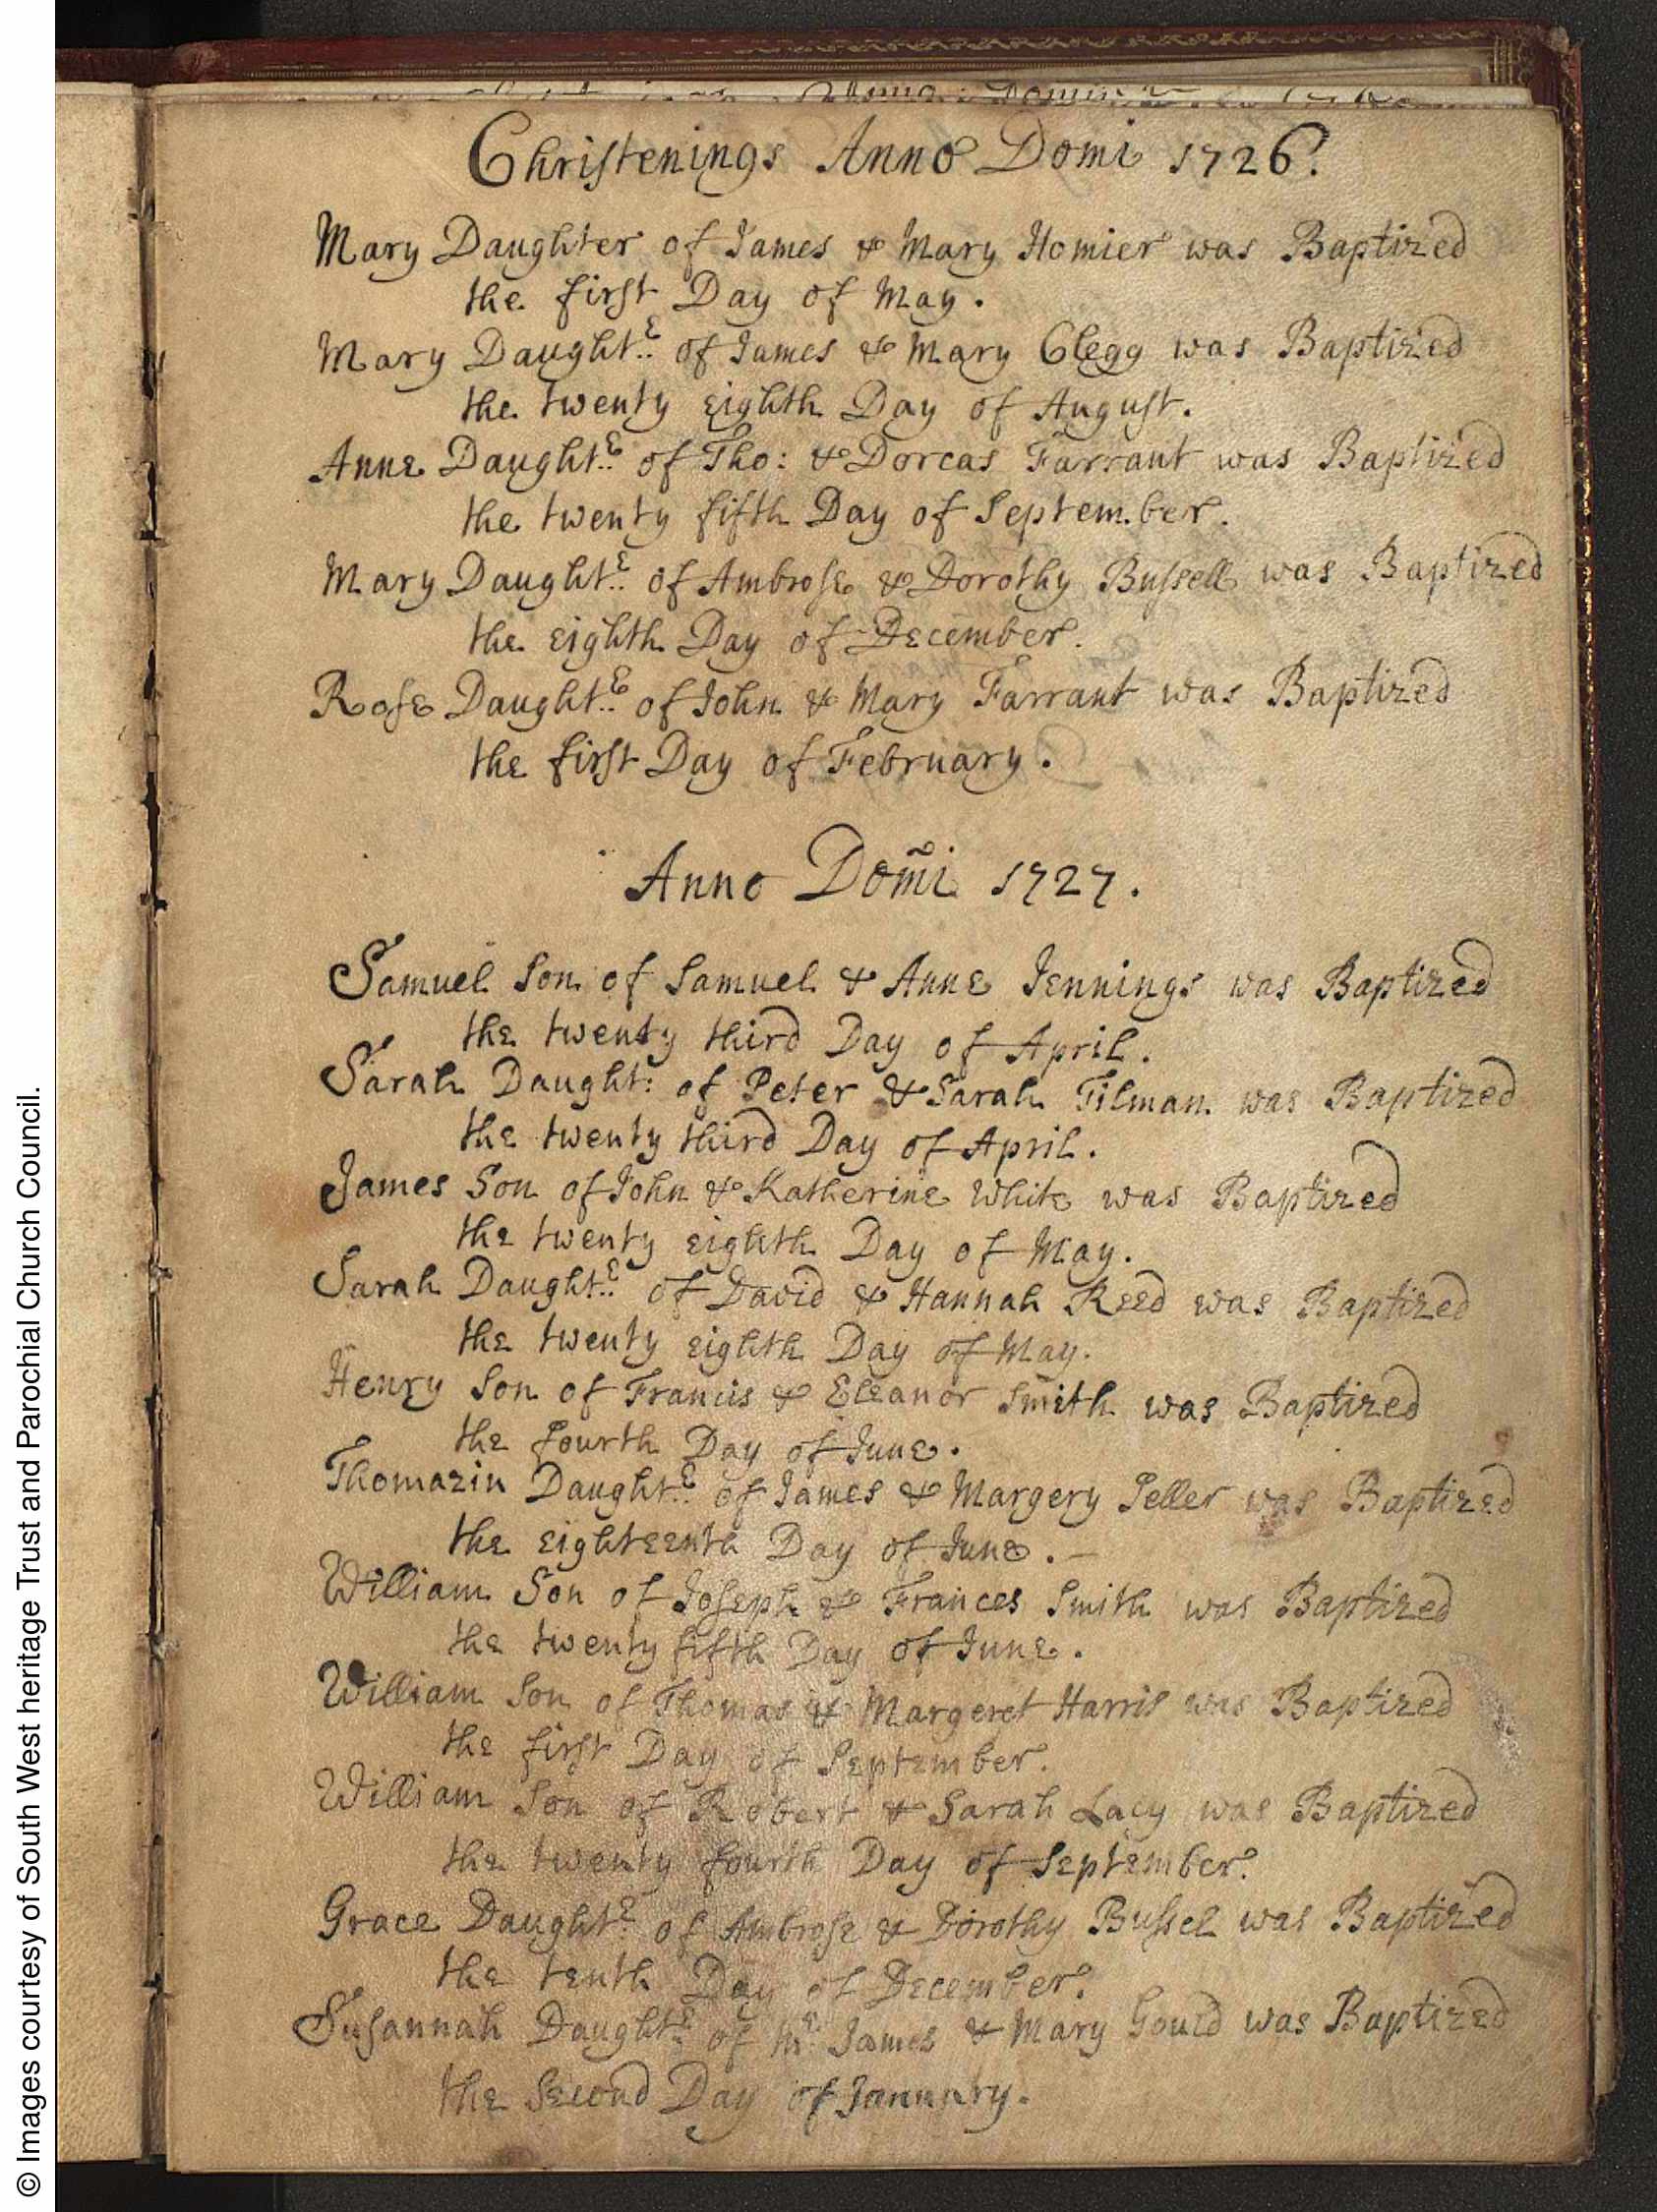 Christenings Anno Domi 1726.
Mary Daughter of James & Mary Homier was Baptized
the first Day of May.
Mary Daught.r of James & Mary Clegg was Baptized
the twenty eighth Day of August.
Anne Daught.r of Tho: & Dorcas Farrant was Baptized
the twenty fifth Day of September.
Mary Daught.r of Ambrose & Dorothy Bussell was Baptized
the eighth Day of December.
Rose Daught.r of John & Mary Farrant was Baptized
the first Day of February.
Anno Dom̃i 1727.
Samuel Son of Samuel & Anne Jennings was Baptized
the twenty third Day of April.
Sarah Daught: of Peter & Sarah Tilman was Baptized
the twenty third Day of April.
James Son of John & Katherine White was Baptized
the twenty eighth Day of May.
Sarah Daught.r of David & Hannah Reed was Baptized
the twenty eighth Day of May.
Henry Son of Francis & Eleanor Smith was Baptized
the fourth Day of June.
Thomazin Daught.r of James & Margery Peller was Baptized
the eighteenth Day of June. –
William Son of Joseph & Frances Smith was Baptized
the twenty fifth Day of June.
William Son of Thomas & Margeret Harris was Baptized
the first Day of September.
William Son of Robert & Sarah Lacy was Baptized
the twenty fourth Day of September.
Grace Daught.r of Ambrose & Dorothy Bussel was Baptized
the tenth Day of December.
Susannah Daught.r of Mr. James & Mary Gould was Baptized
the Second Day of January.
© Images courtesy of South West heritage Trust and Parochial Church Council.